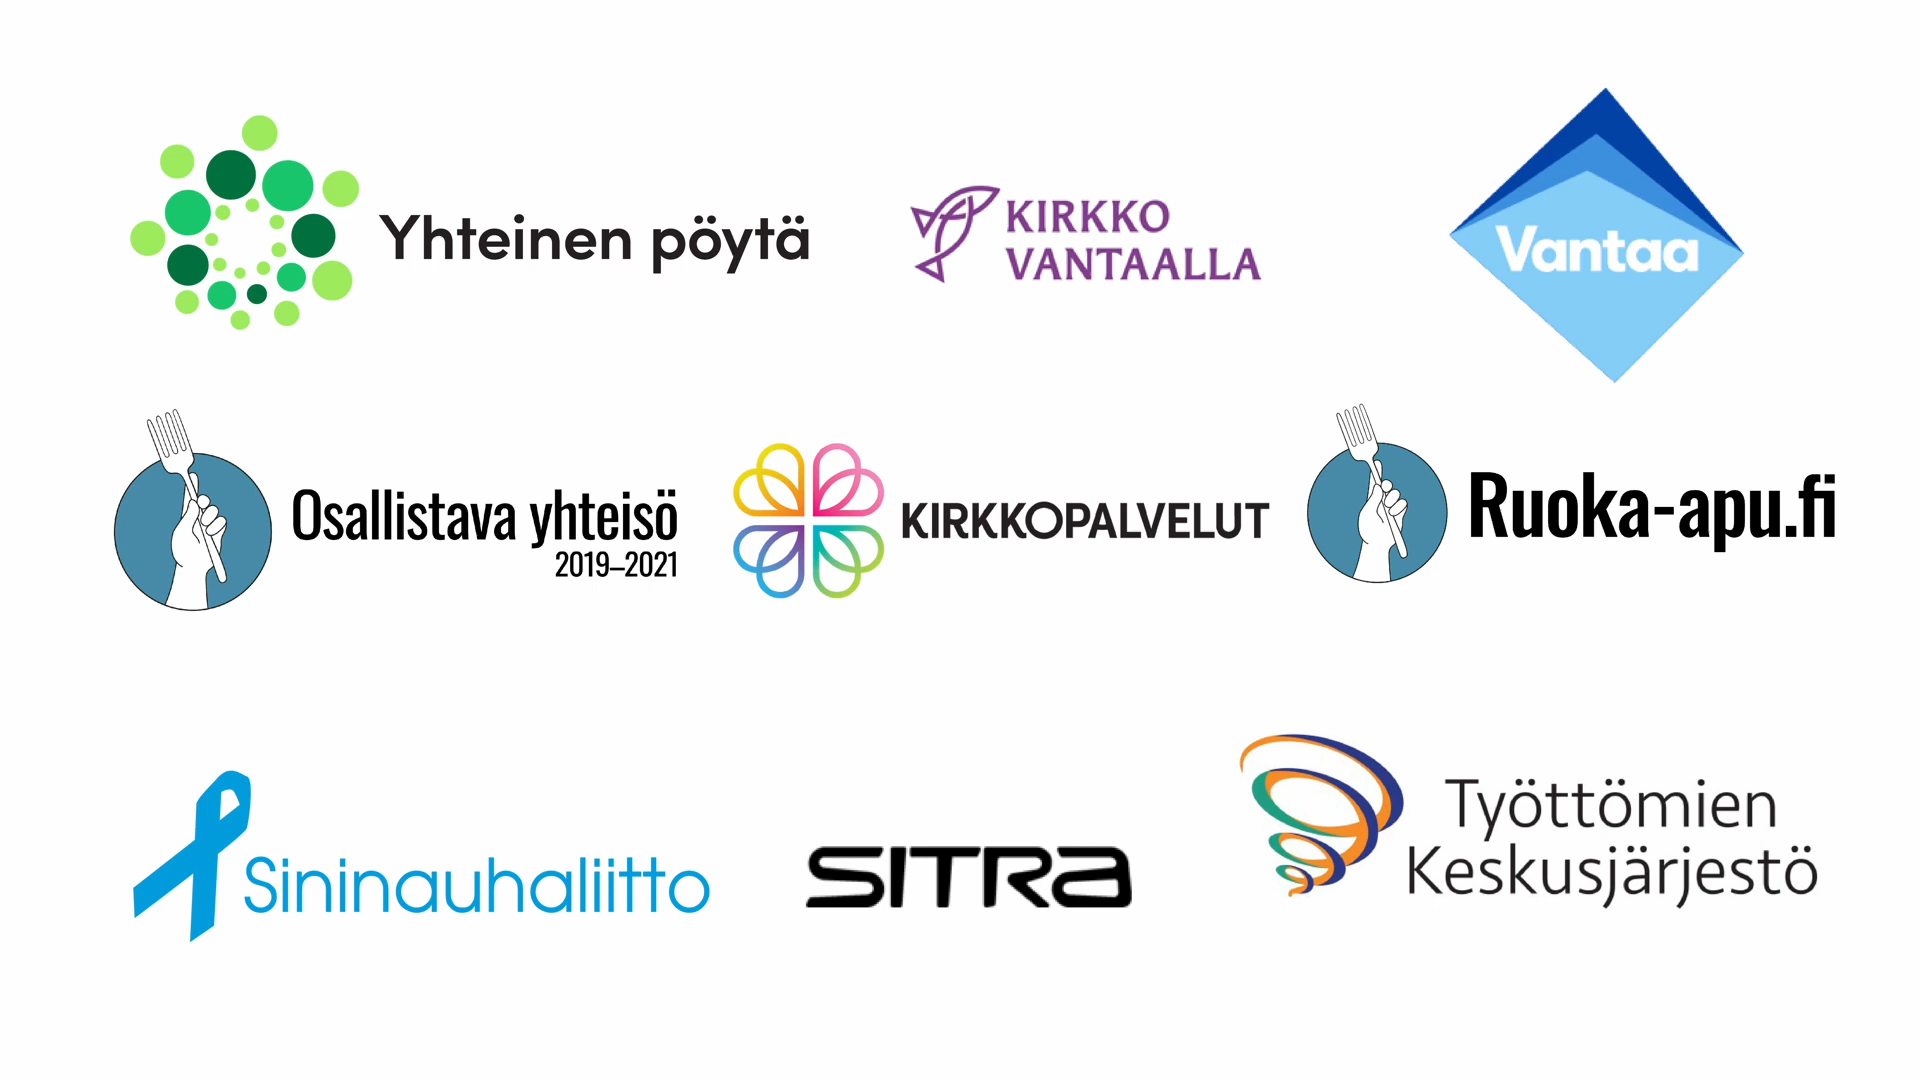 Yhteinen pöytä
KIRKKO
VANTAALLA
Vantaa
Osallistava yhteisö
2019–2021
KIRKKOPALVELUT
Ruoka-apu.fi
Sininauhaliitto
SITRA
Työttömien
Keskusjärjestö